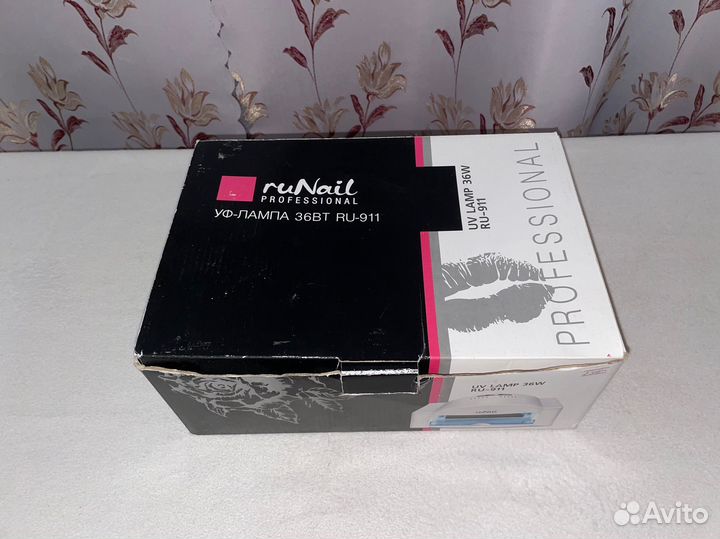 ruNail
PROFESSIONAL
УФ-ЛАМПА 36ВТ RU-911
UV LAMP 36W
RU-911
PROFESSIONAL
UV LAMP 36W
RU-911
ruNail
Avito